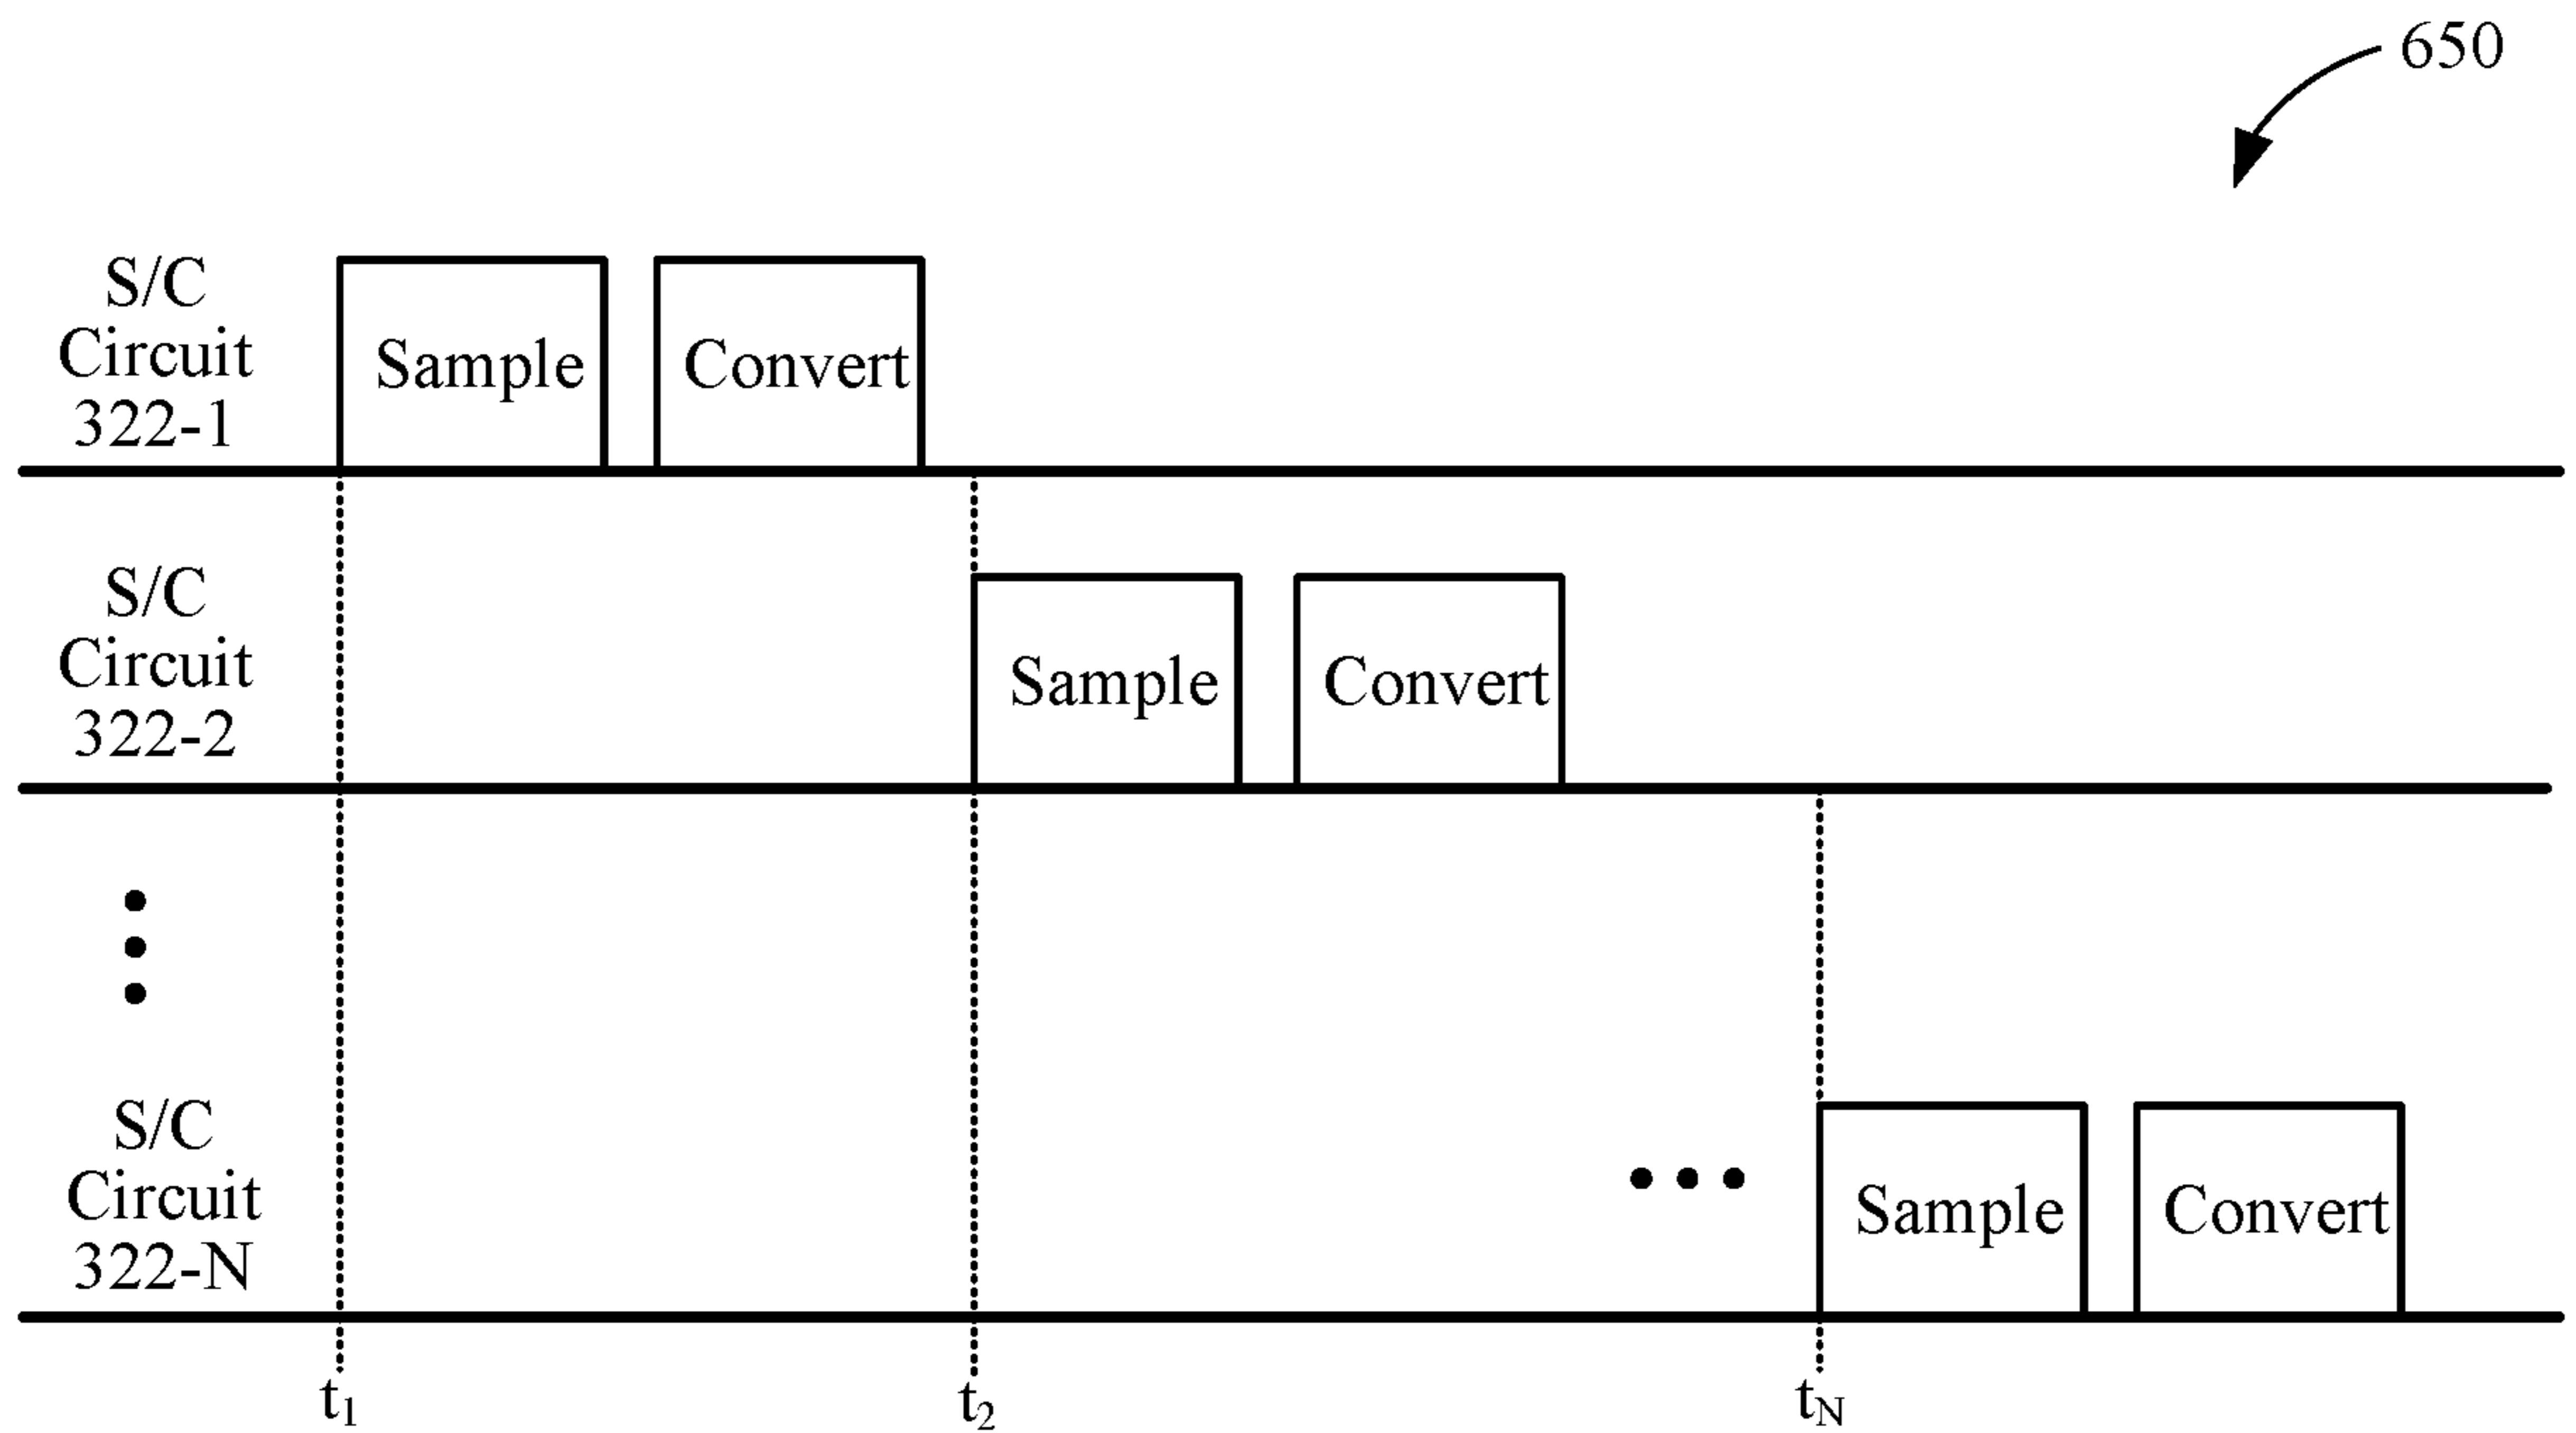 650
S/C
Circuit
322-1
Sample
Convert
S/C
Circuit
322-2
Sample
Convert
S/C
Circuit
322-N
Sample
Convert
t1
t2
tN